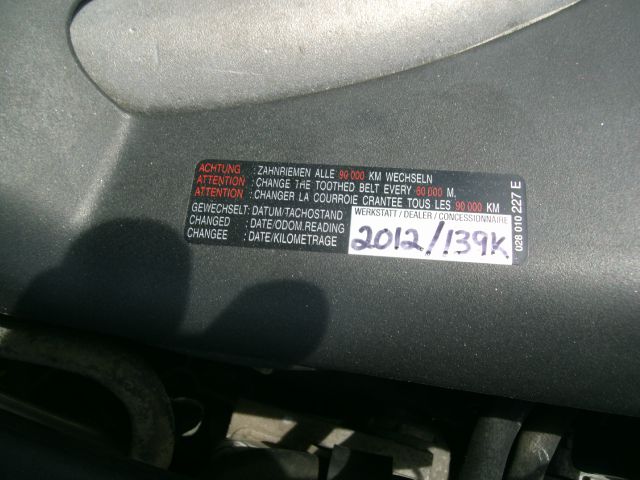 ACHTUNG : ZAHNRIEMEN ALLE 90 000 KM WECHSELN
ATTENTION : CHANGE THE TOOTHED BELT EVERY 60 000 M.
ATTENTION : CHANGER LA COURROIE CRANTEE TOUS LES 90 000 KM
GEWECHSELT: DATUM/TACHOSTAND
CHANGED : DATE/ODOM.READING
CHANGEE : DATE/KILOMETRAGE
WERKSTATT / DEALER / CONCESSIONNAIRE
2012/139K
028 010 227 E